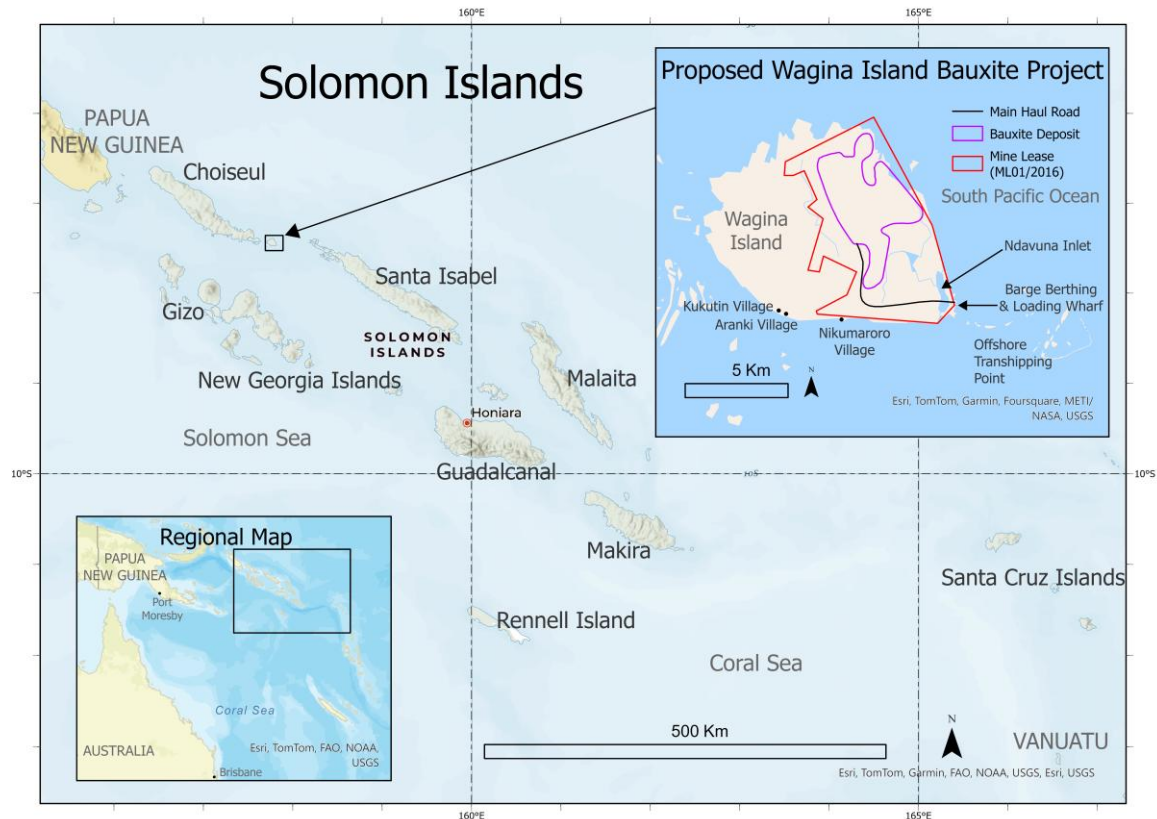 160°E
165°E
Solomon Islands
PAPUA
NEW GUINEA
Choiseul
Santa Isabel
Gizo
SOLOMON
ISLANDS
New Georgia Islands
Malaita
Honiara
Solomon Sea
Guadalcanal
10°S
10°S
10°S
Makira
Santa Cruz Islands
Rennell Island
Coral Sea
500 Km
N
VANUATU
Esri, TomTom, Garmin, FAO, NOAA, USGS, Esri, USGS
160°E
165°E
Proposed Wagina Island Bauxite Project
Main Haul Road
Bauxite Deposit
Mine Lease
(ML01/2016)
South Pacific Ocean
Wagina
Island
Ndavuna Inlet
Barge Berthing
& Loading Wharf
Kukutin Village
Aranki Village
Nikumaroro
Village
Offshore
Transhipping
Point
5 Km
N
Esri, TomTom, Garmin, Foursquare, METI/
NASA, USGS
Regional Map
PAPUA
NEW GUINEA
Port
Moresby
Coral Sea
Esri, TomTom, FAO, NOAA,
USGS
AUSTRALIA
Brisbane